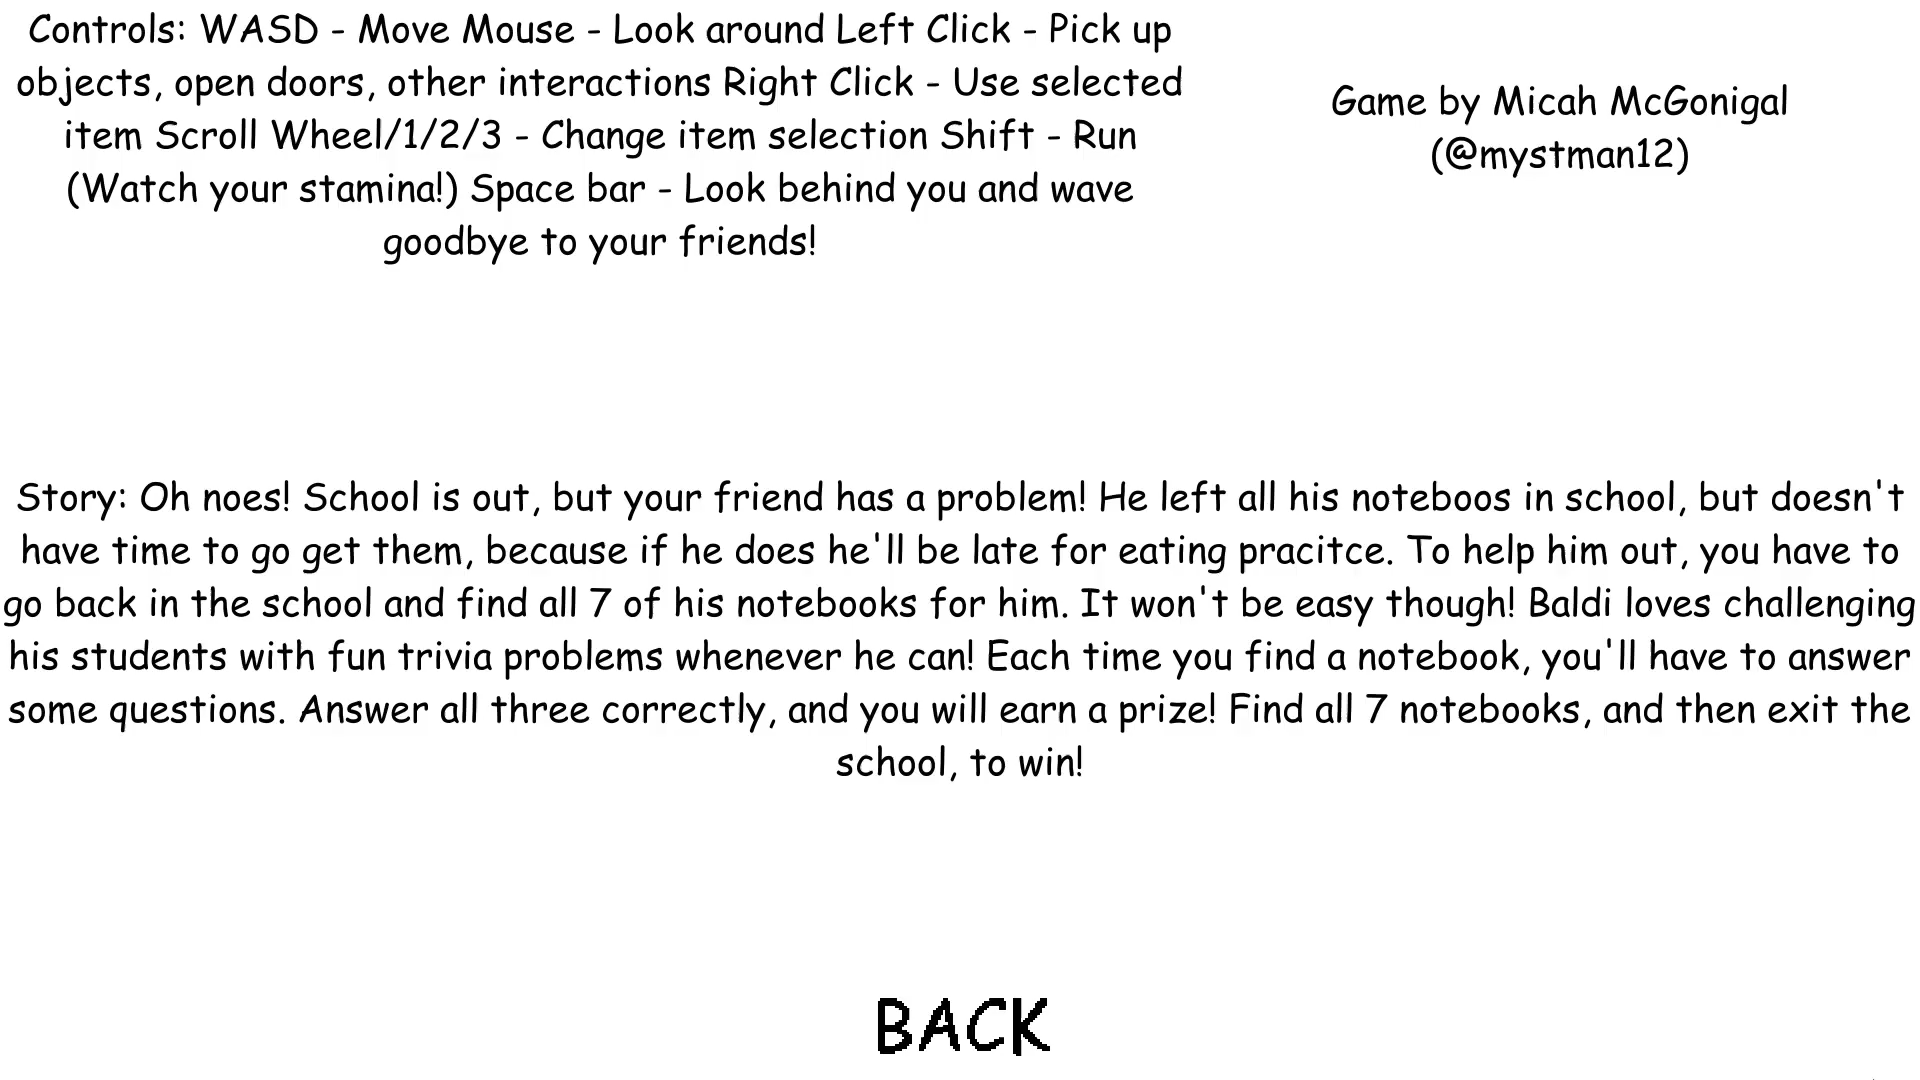 Controls: WASD - Move Mouse - Look around Left Click - Pick up
objects, open doors, other interactions Right Click - Use selected
item Scroll Wheel/1/2/3 - Change item selection Shift - Run
(Watch your stamina!) Space bar - Look behind you and wave
goodbye to your friends!
Game by Micah McGonigal
(@mystman12)
Story: Oh noes! School is out, but your friend has a problem! He left all his noteboos in school, but doesn't
have time to go get them, because if he does he'll be late for eating pracitce. To help him out, you have to
go back in the school and find all 7 of his notebooks for him. It won't be easy though! Baldi loves challenging
his students with fun trivia problems whenever he can! Each time you find a notebook, you'll have to answer
some questions. Answer all three correctly, and you will earn a prize! Find all 7 notebooks, and then exit the
school, to win!
BACK